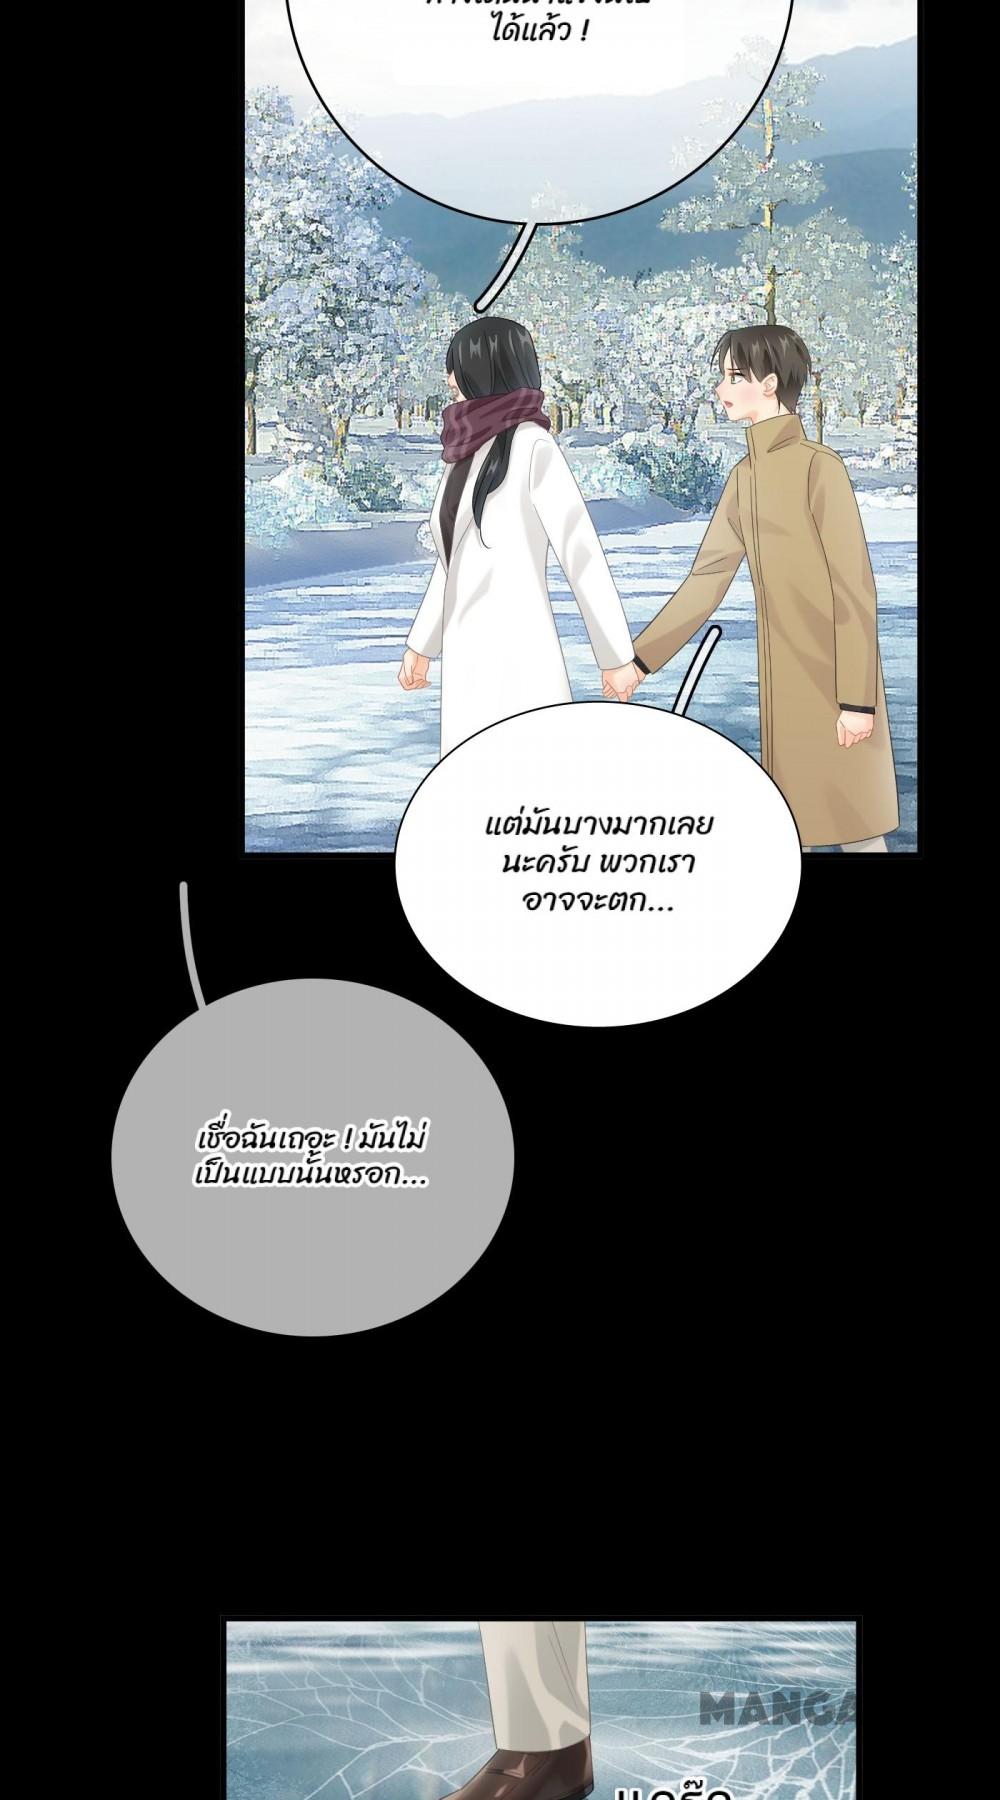 ได้แล้ว !
แต่มันบางมากเลย
นะครับ พวกเรา
อาจจะตก...
เชื่อฉันเถอะ ! มันไม่
เป็นแบบนั้นหรอก...
MANGA